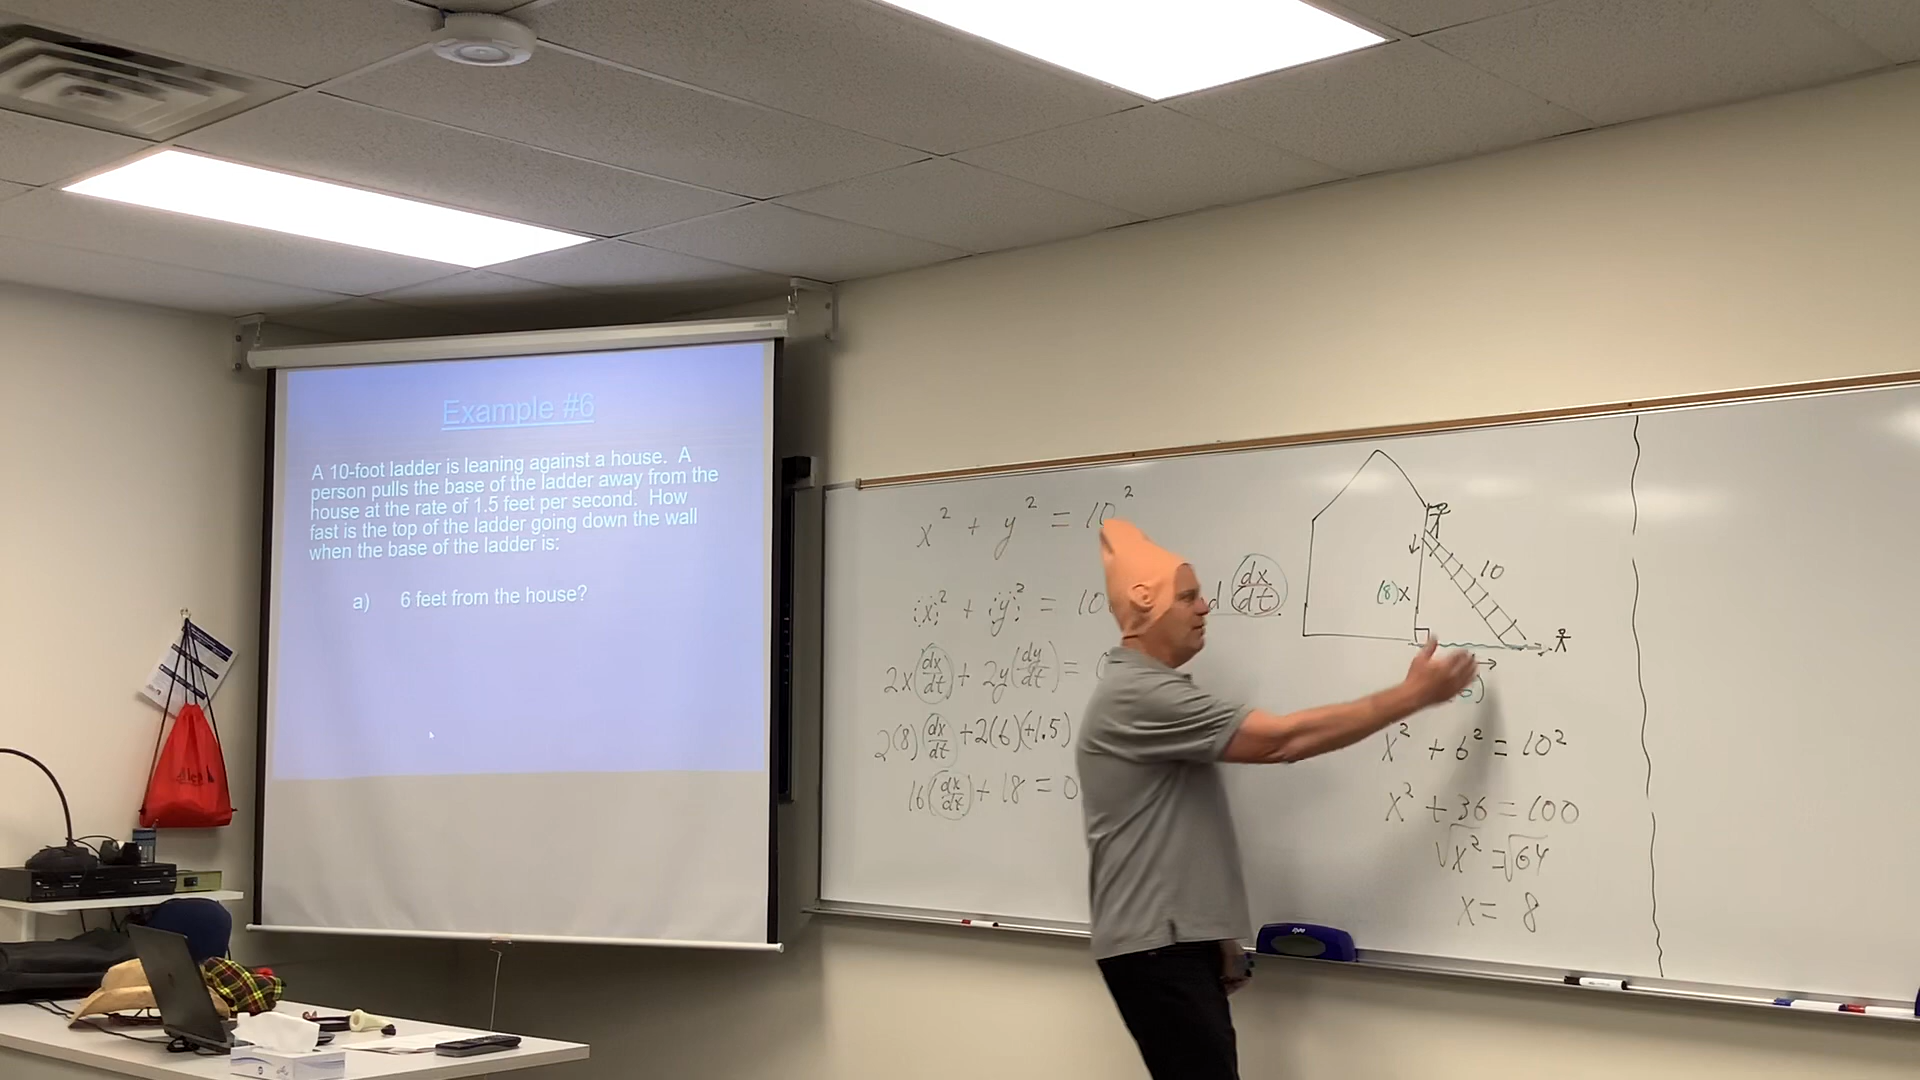 Example #6
A 10-foot ladder is leaning against a house. A
person pulls the base of the ladder away from the
house at the rate of 1.5 feet per second. How
fast is the top of the ladder going down the wall
when the base of the ladder is:
a) 6 feet from the house?
x² + y² = 10²
x² + y² = 10
d dx/dt
2x(dx/dt) + 2y(dy/dt) =
2(8)(dx/dt) + 2(6)(+1.5)
16(dx/dt) + 18 = 0
10
(8)x
x² + 6² = 10²
x² + 36 = 100
√x² = √64
x = 8